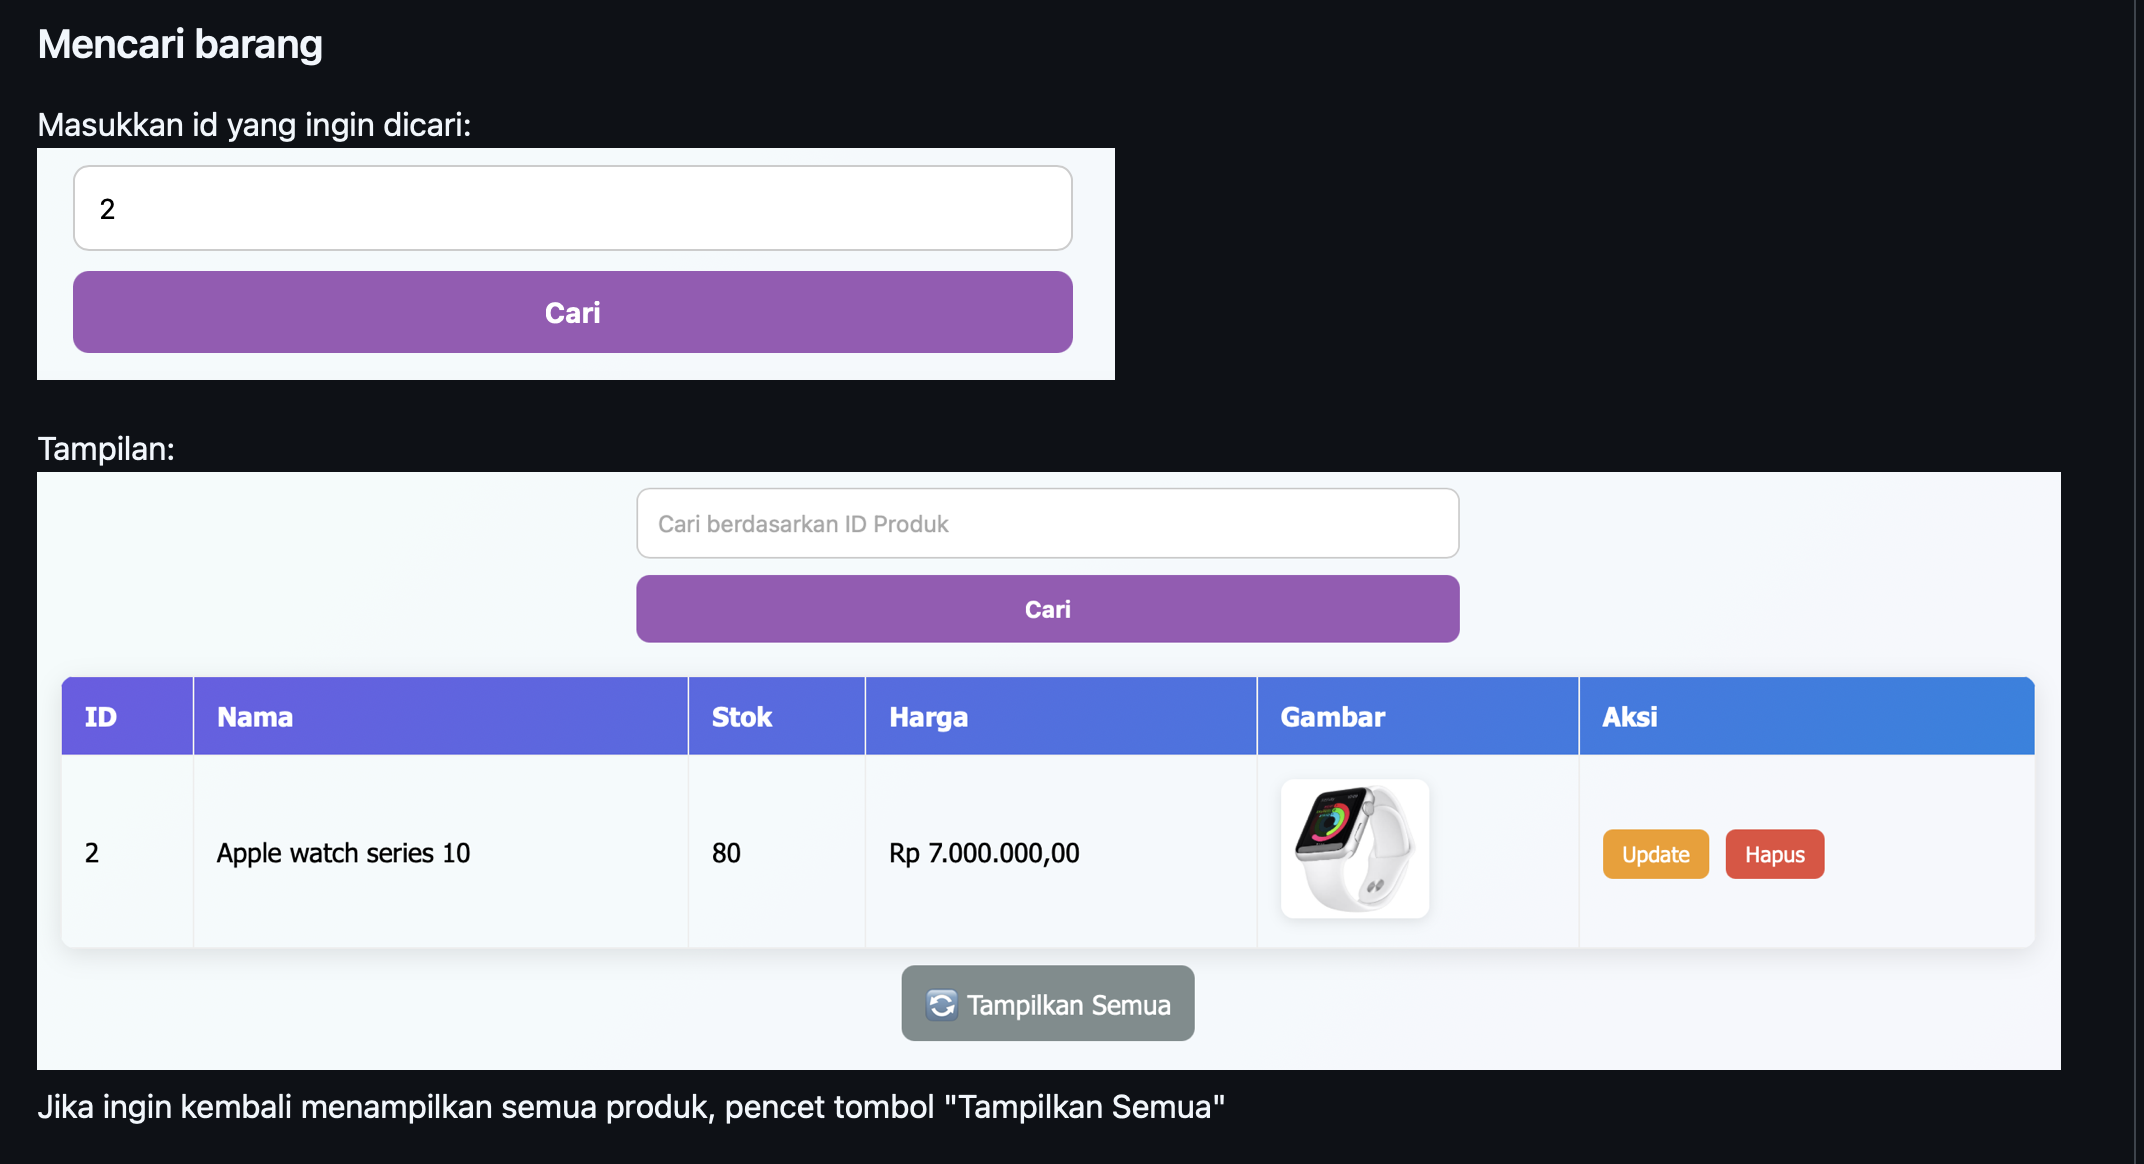 Mencari barang
Masukkan id yang ingin dicari:
2
Cari
Tampilan:
Cari berdasarkan ID Produk
Cari
ID Nama Stok Harga Gambar Aksi
2 Apple watch series 10 80 Rp 7.000.000,00 Update Hapus
Tampilkan Semua
Jika ingin kembali menampilkan semua produk, pencet tombol "Tampilkan Semua"